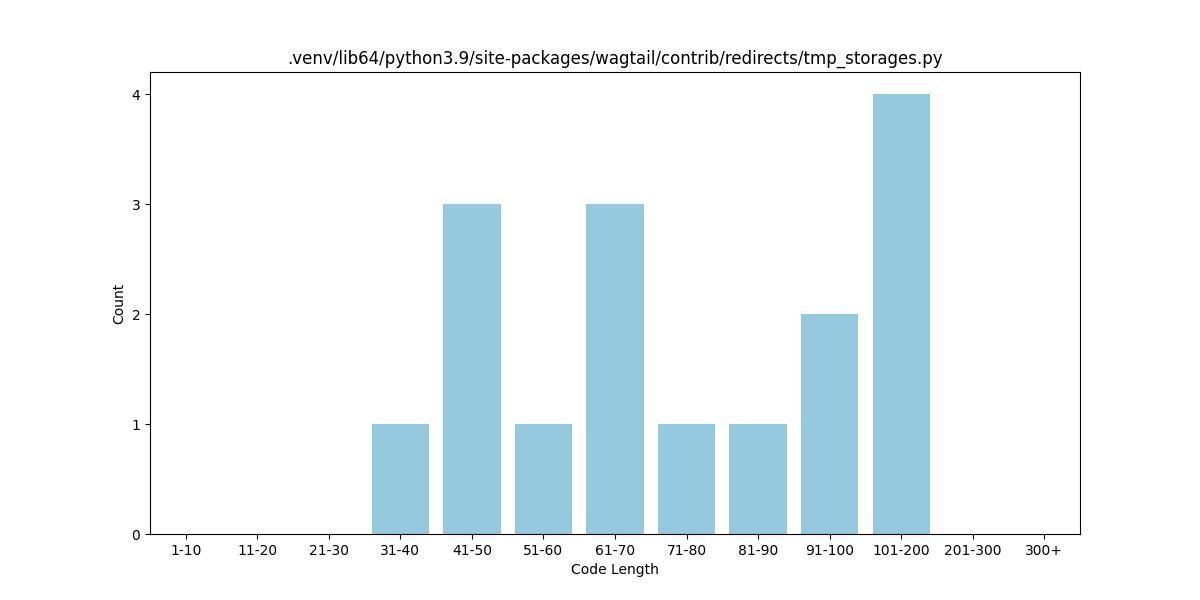 .venv/lib64/python3.9/site-packages/wagtail/contrib/redirects/tmp_storages.py
4
3
2
1
0
Count
1-10 11-20 21-30 31-40 41-50 51-60 61-70 71-80 81-90 91-100 101-200 201-300 300+
Code Length